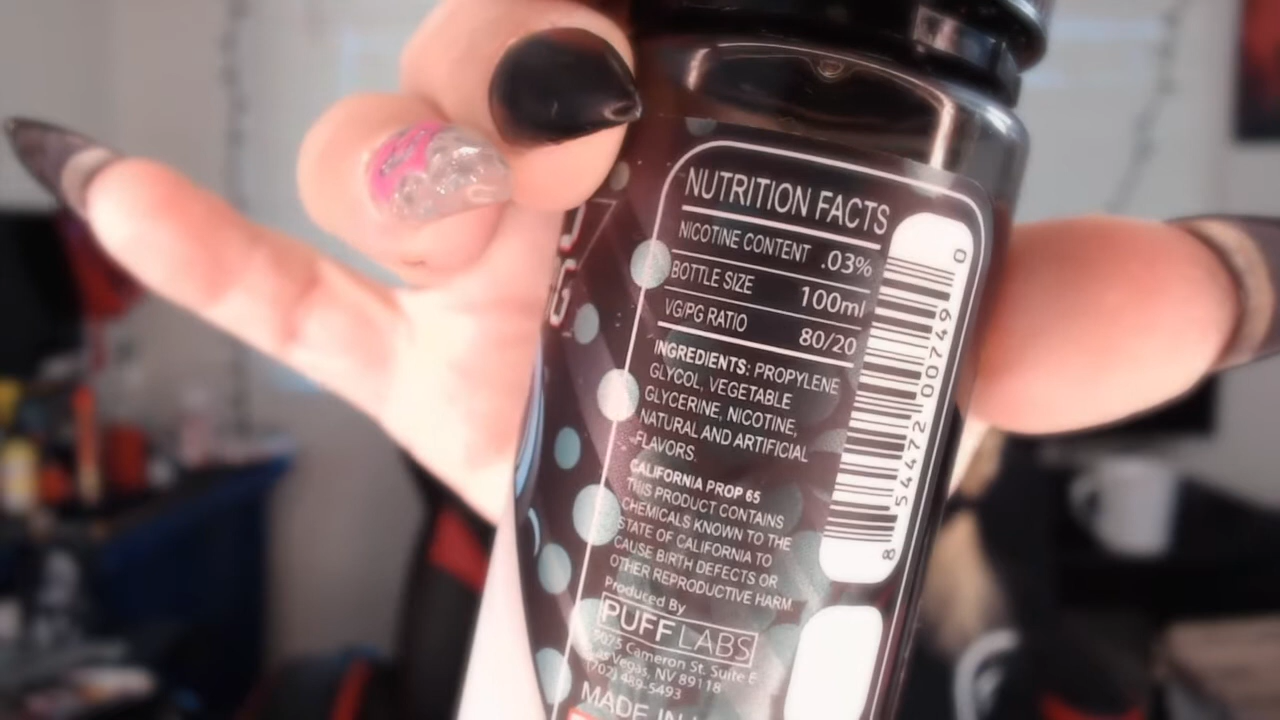 NUTRITION FACTS
NICOTINE CONTENT .03%
BOTTLE SIZE 100ml
VG/PG RATIO 80/20
INGREDIENTS: PROPYLENE
GLYCOL, VEGETABLE
GLYCERINE, NICOTINE,
NATURAL AND ARTIFICIAL
FLAVORS.
CALIFORNIA PROP 65
THIS PRODUCT CONTAINS
CHEMICALS KNOWN TO THE
STATE OF CALIFORNIA TO
CAUSE BIRTH DEFECTS OR
OTHER REPRODUCTIVE HARM.
Produced By
PUFF LABS
5075 Cameron St. Suite E
Las Vegas, NV 89118
(702) 489-5493
MADE IN
8 54472 00749 0